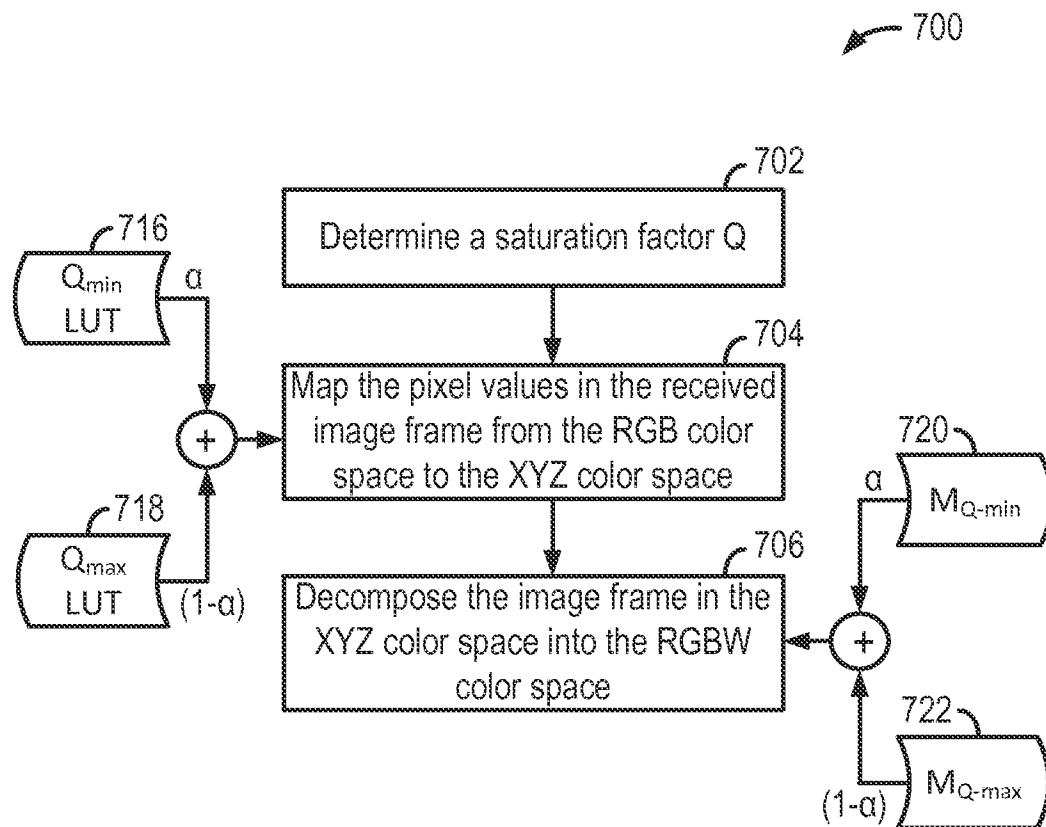 700
702
Determine a saturation factor Q
716
Qmin
LUT
α
704
Map the pixel values in the received
image frame from the RGB color
space to the XYZ color space
+
718
Qmax
LUT
(1-α)
706
Decompose the image frame in the
XYZ color space into the RGBW
color space
720
α
MQ-min
+
722
(1-α)
MQ-max